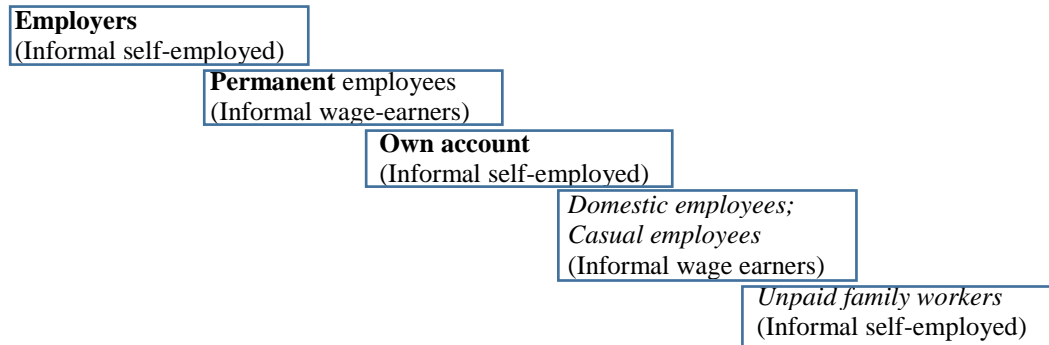 Employers
(Informal self-employed)
Permanent employees
(Informal wage-earners)
Own account
(Informal self-employed)
Domestic employees;
Casual employees
(Informal wage earners)
Unpaid family workers
(Informal self-employed)